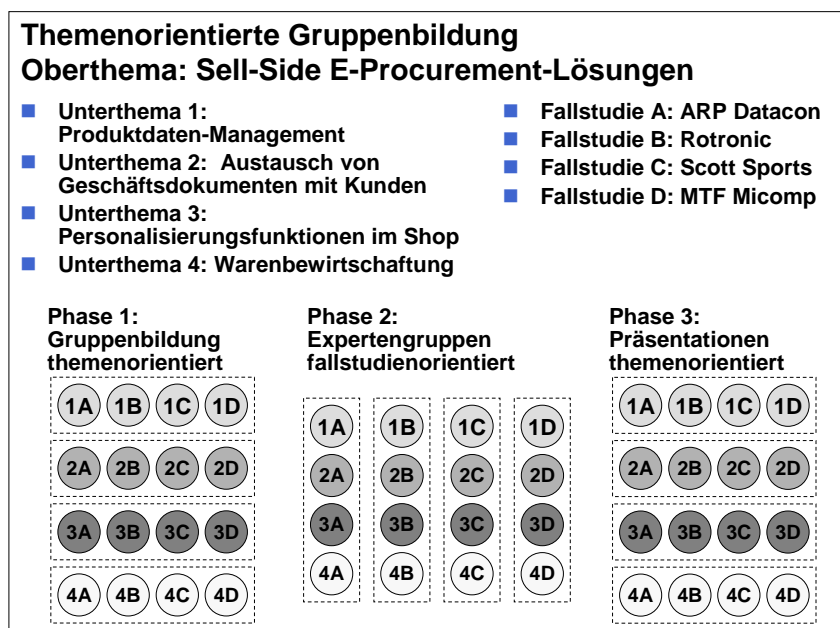 Themenorientierte Gruppenbildung
Oberthema: Sell-Side E-Procurement-Lösungen
Unterthema 1:
Produktdaten-Management
Unterthema 2: Austausch von
Geschäftsdokumenten mit Kunden
Unterthema 3:
Personalisierungsfunktionen im Shop
Unterthema 4: Warenbewirtschaftung
Fallstudie A: ARP Datacon
Fallstudie B: Rotronic
Fallstudie C: Scott Sports
Fallstudie D: MTF Micomp
Phase 1:
Gruppenbildung
themenorientiert
1A 1B 1C 1D
2A 2B 2C 2D
3A 3B 3C 3D
4A 4B 4C 4D
Phase 2:
Expertengruppen
fallstudienorientiert
1A 1B 1C 1D
2A 2B 2C 2D
3A 3B 3C 3D
4A 4B 4C 4D
Phase 3:
Präsentationen
themenorientiert
1A 1B 1C 1D
2A 2B 2C 2D
3A 3B 3C 3D
4A 4B 4C 4D